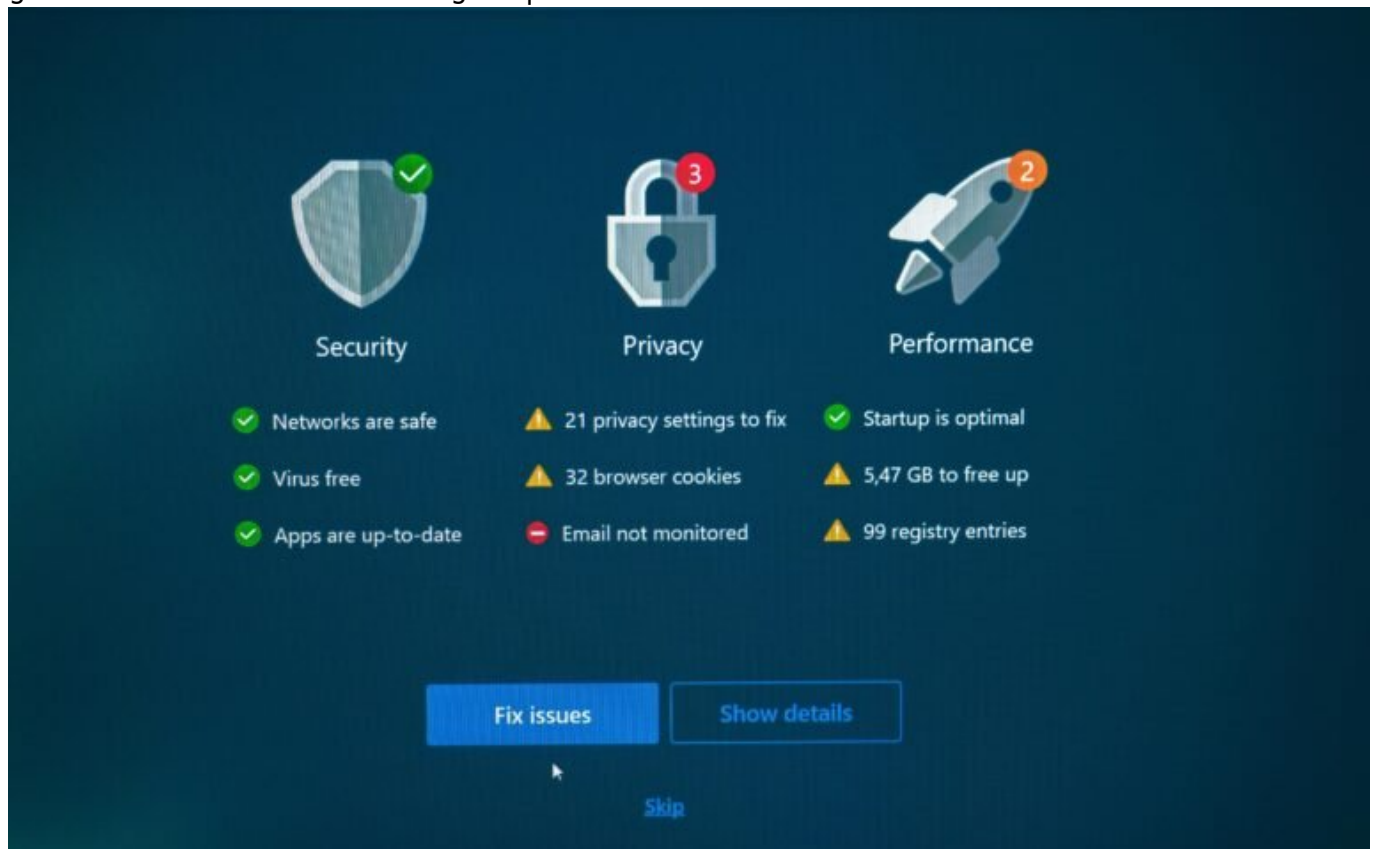 3
2
Security
Privacy
Performance
Networks are safe
21 privacy settings to fix
Startup is optimal
Virus free
32 browser cookies
5,47 GB to free up
Apps are up-to-date
Email not monitored
99 registry entries
Fix issues
Show details
Skip